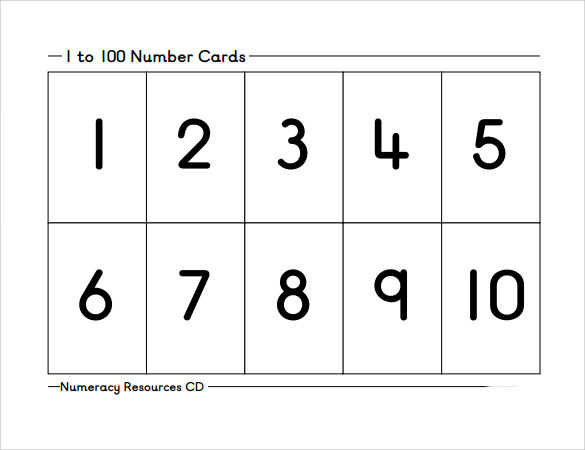 1 to 100 Number Cards
1 2 3 4 5
6 7 8 9 10
Numeracy Resources CD